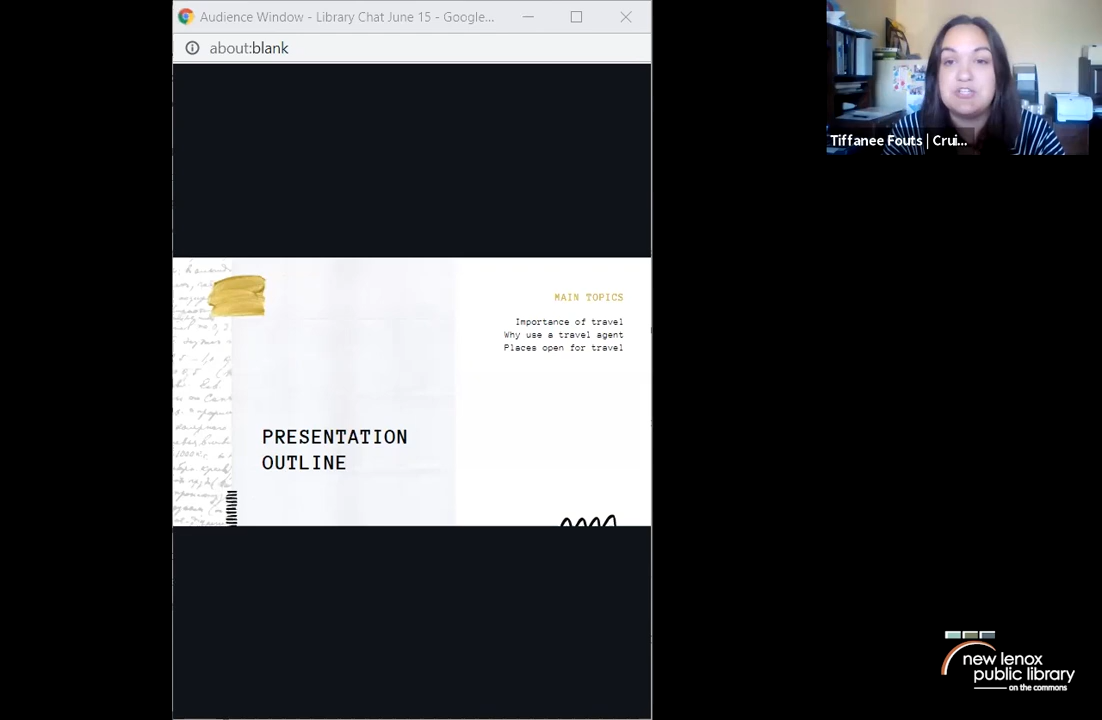 Audience Window - Library Chat June 15 - Google...
about:blank
Tiffanee Fouts | Crui...
MAIN TOPICS
Importance of travel
Why use a travel agent
Places open for travel
PRESENTATION
OUTLINE
new lenox
public library
on the commons